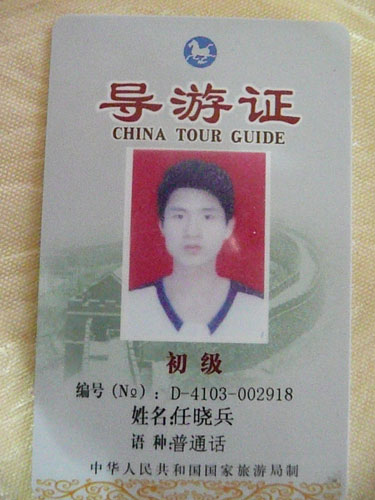 导游证
CHINA TOUR GUIDE
初级
编号(№): D-4103-002918
姓名:任晓兵
语 种:普通话
中华人民共和国国家旅游局制